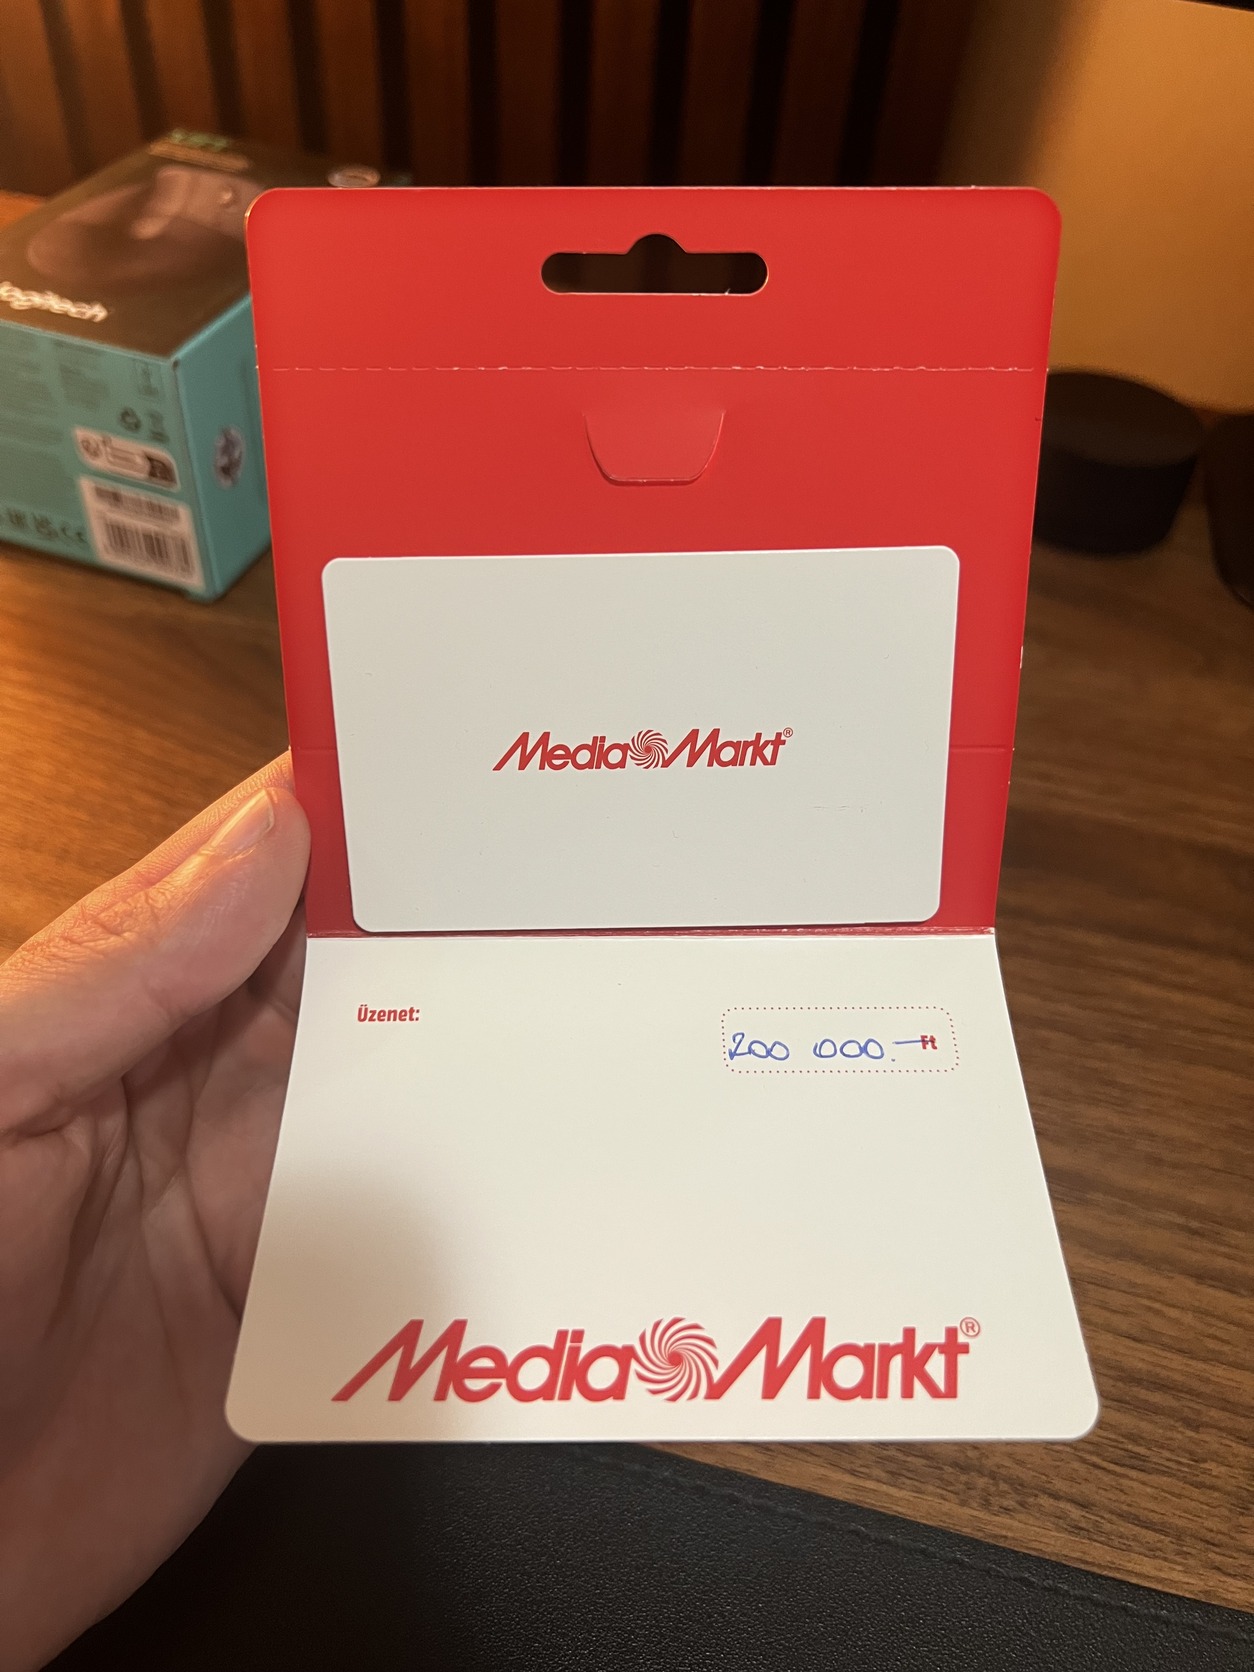 logitech
MediaMarkt®
Üzenet:
200 000.– Ft
MediaMarkt®